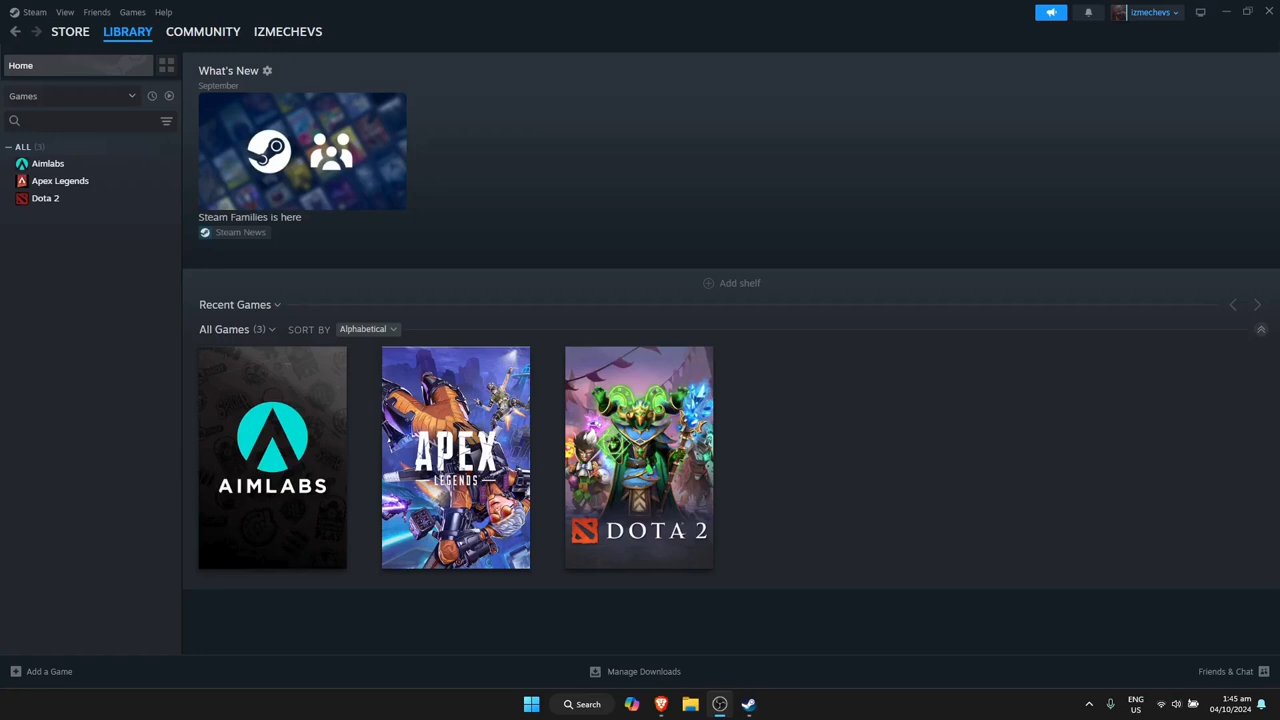 Steam View Friends Games Help
izmechevs
STORE LIBRARY COMMUNITY IZMECHEVS
Home
What's New
September
Games
ALL (3)
Aimlabs
Apex Legends
Dota 2
Steam Families is here
Steam News
Add shelf
Recent Games
All Games (3) SORT BY Alphabetical
AIMLABS
APEX
LEGENDS
DOTA 2
Add a Game
Manage Downloads
Friends & Chat
Search
ENG
US
1:45 am
04/10/2024